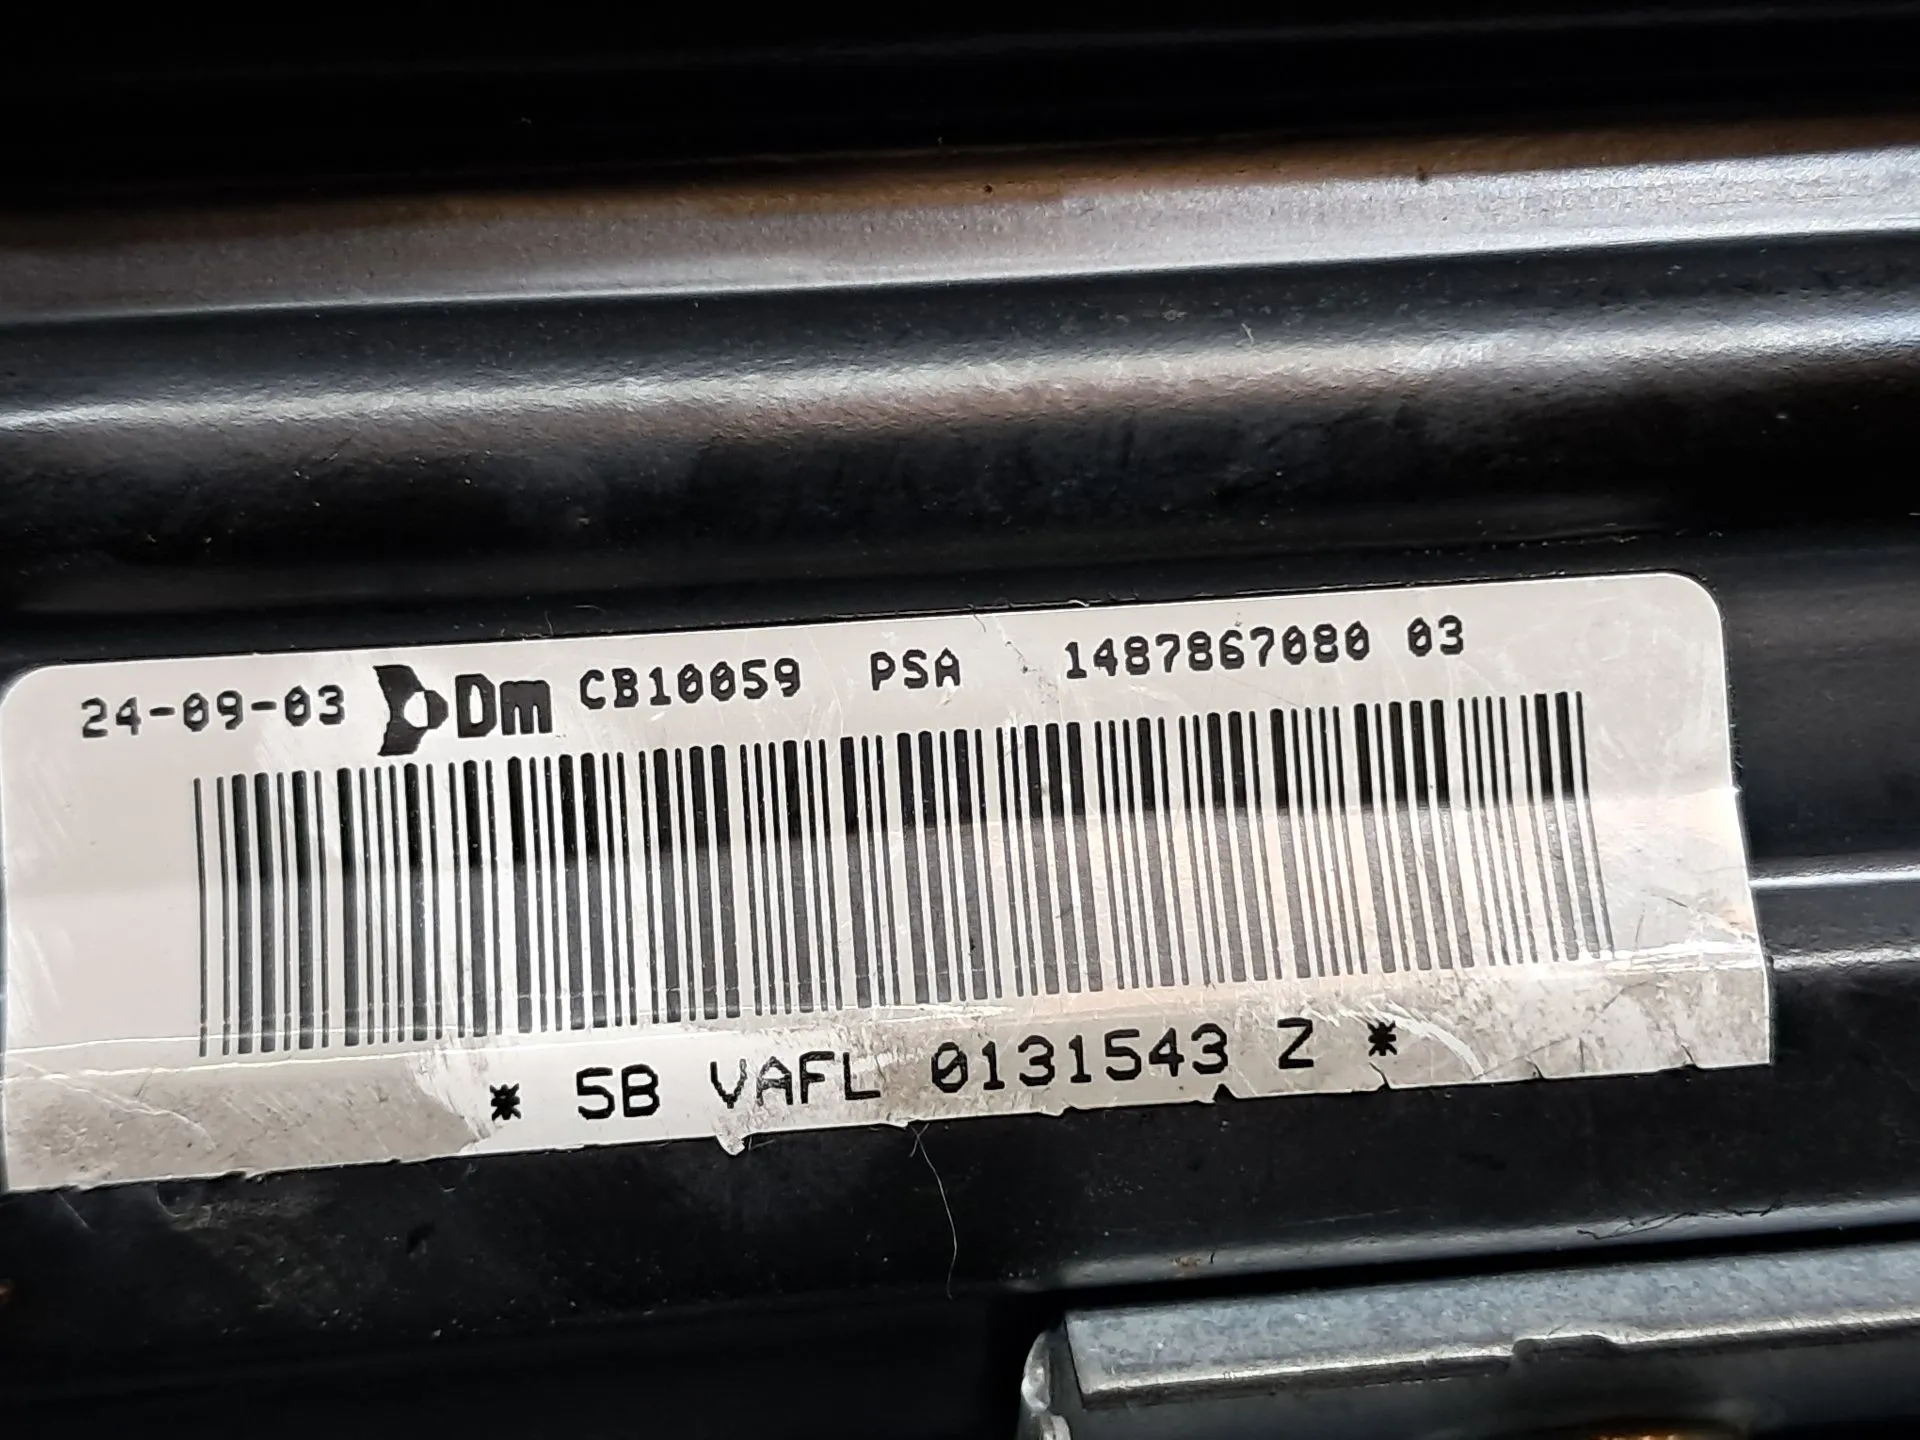 24-09-03 Dm CB10059 PSA 1487867080 03
* 5B VAFL 0131543 Z *